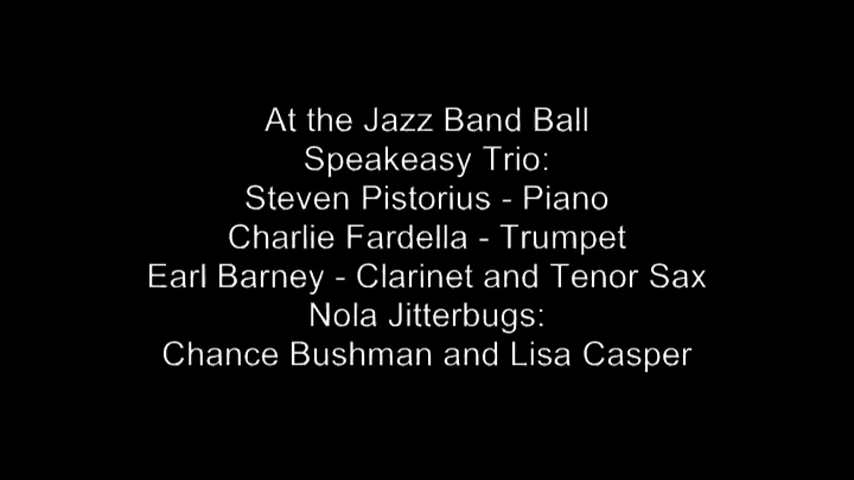 At the Jazz Band Ball
Speakeasy Trio:
Steven Pistorius - Piano
Charlie Fardella - Trumpet
Earl Barney - Clarinet and Tenor Sax
Nola Jitterbugs:
Chance Bushman and Lisa Casper